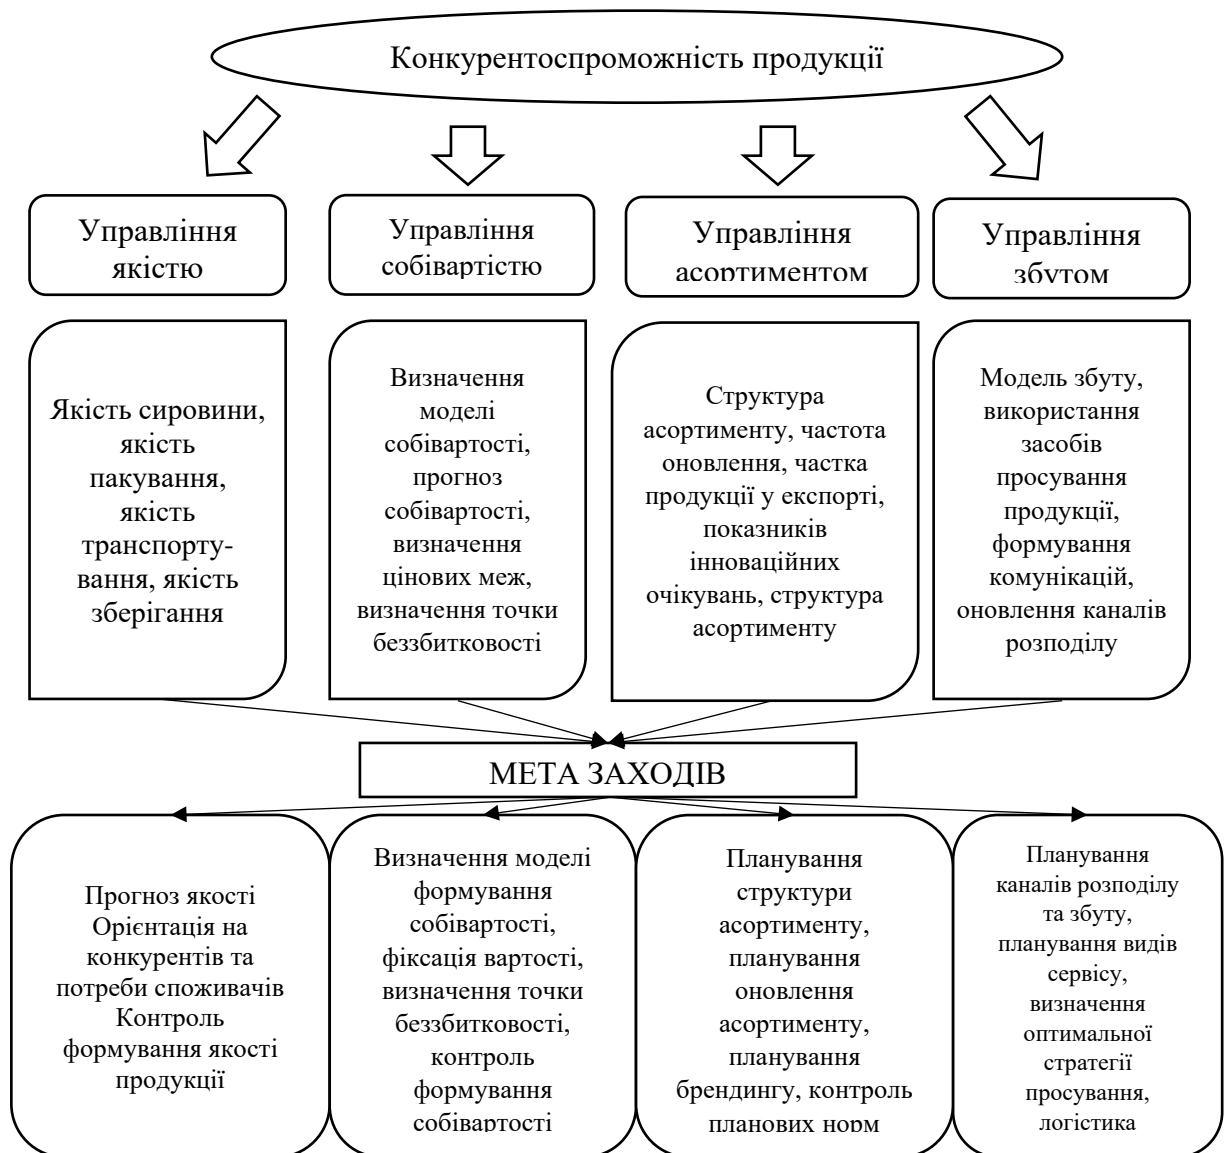 Конкурентоспроможність продукції
Управління
якістю
Управління
собівартістю
Управління
асортиментом
Управління
збутом
Якість сировини,
якість
пакування,
якість
транспорту-
вання, якість
зберігання
Визначення
моделі
собівартості,
прогноз
собівартості,
визначення
цінових меж,
визначення точки
беззбитковості
Структура
асортименту, частота
оновлення, частка
продукції у експорті,
показників
інноваційних
очікувань, структура
асортименту
Модель збуту,
використання
засобів
просування
продукції,
формування
комунікацій,
оновлення каналів
розподілу
МЕТА ЗАХОДІВ
Прогноз якості
Орієнтація на
конкурентів та
потреби споживачів
Контроль
формування якості
продукції
Визначення моделі
формування
собівартості,
фіксація вартості,
визначення точки
беззбитковості,
контроль
формування
собівартості
Планування
структури
асортименту,
планування
оновлення
асортименту,
планування
брендингу, контроль
планових норм
Планування
каналів розподілу
та збуту,
планування видів
сервісу,
визначення
оптимальної
стратегії
просування,
логістика